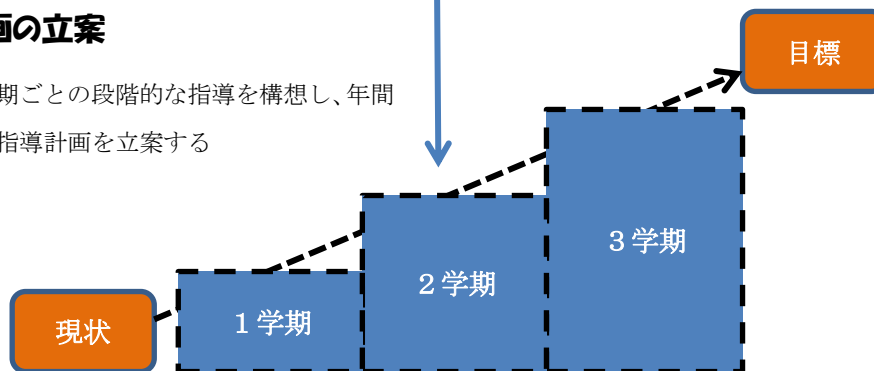 画の立案
期ごとの段階的な指導を構想し、年間
指導計画を立案する
目標
３学期
２学期
１学期
現状